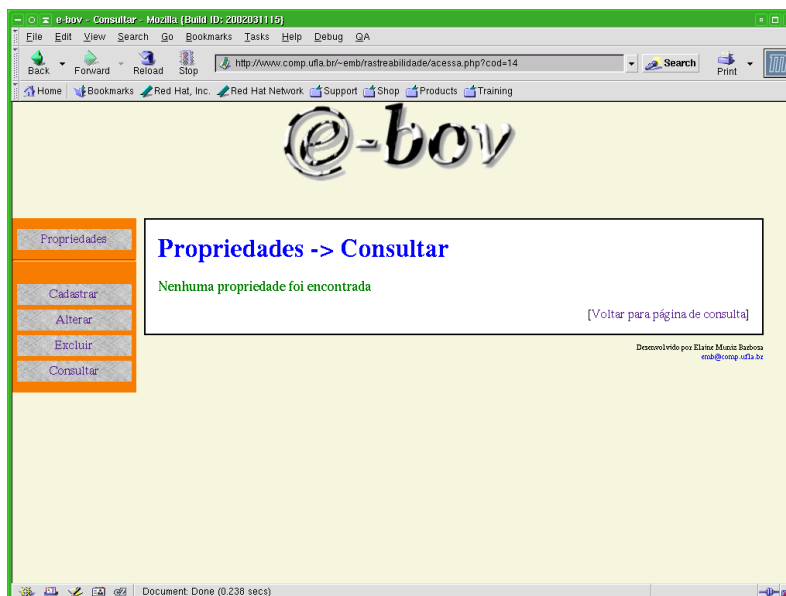 e-bov - Consultar - Mozilla {Build ID: 2002031115}
File Edit View Search Go Bookmarks Tasks Help Debug QA
Back Forward Reload Stop http://www.comp.ufla.br/~emb/rastreabilidade/acessa.php?cod=14 Search Print
Home Bookmarks Red Hat, Inc. Red Hat Network Support Shop Products Training
e-bov
Propriedades
Cadastrar
Alterar
Excluir
Consultar
Propriedades -> Consultar
Nenhuma propriedade foi encontrada
[Voltar para página de consulta]
Desenvolvido por Elaine Muniz Barbosa
emb@comp.ufla.br
Document: Done (0.238 secs)